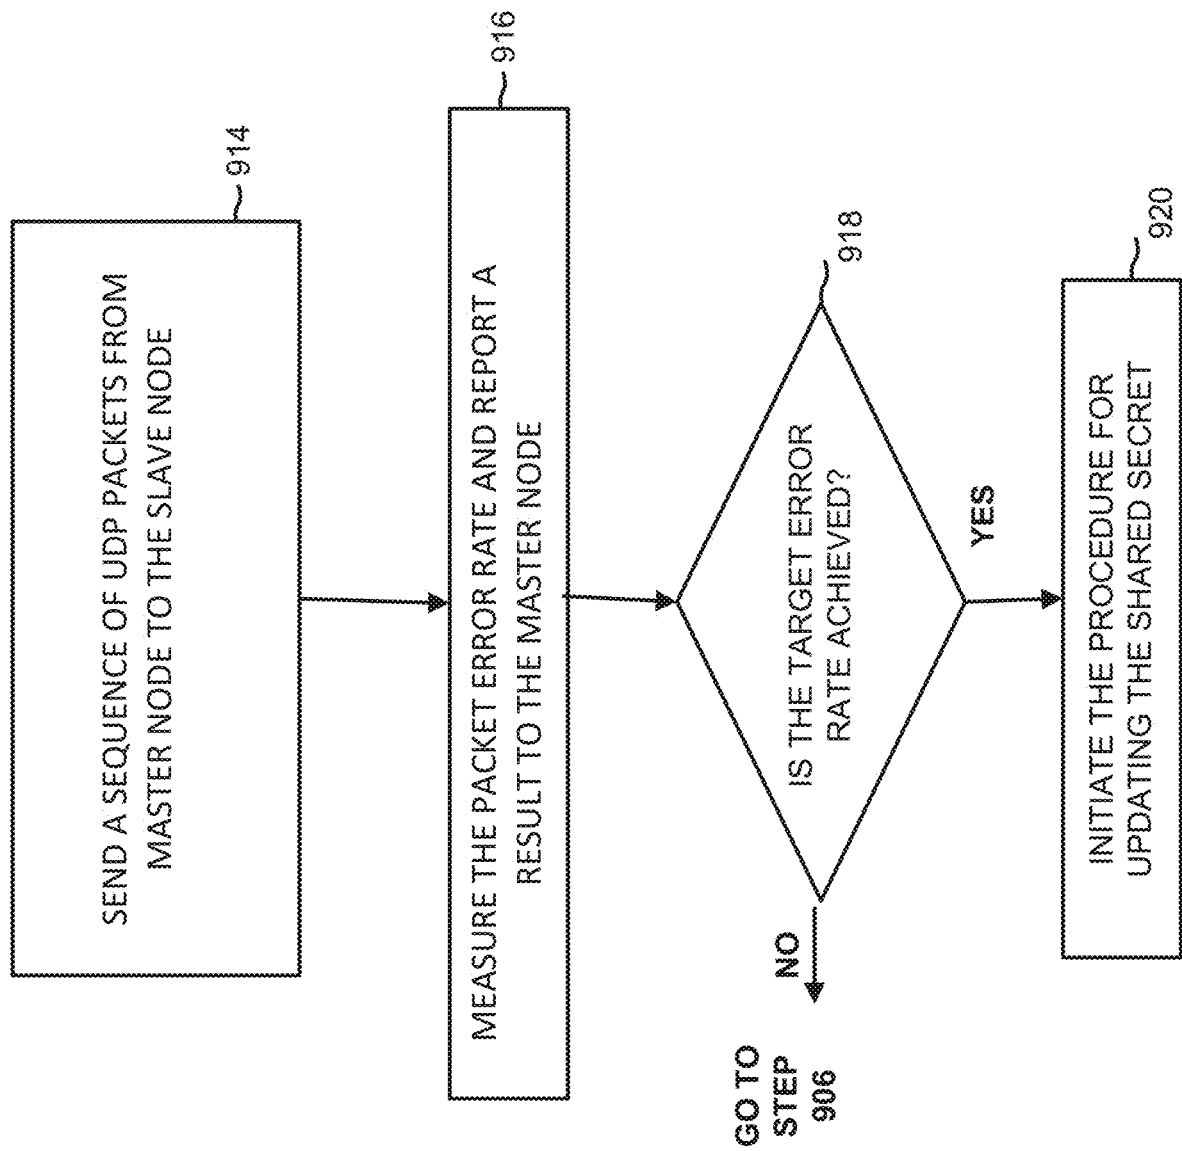 SEND A SEQUENCE OF UDP PACKETS FROM
MASTER NODE TO THE SLAVE NODE
914
MEASURE THE PACKET ERROR RATE AND REPORT A
RESULT TO THE MASTER NODE
916
IS THE TARGET ERROR
RATE ACHIEVED?
918
NO
GO TO
STEP
906
YES
INITIATE THE PROCEDURE FOR
UPDATING THE SHARED SECRET
920